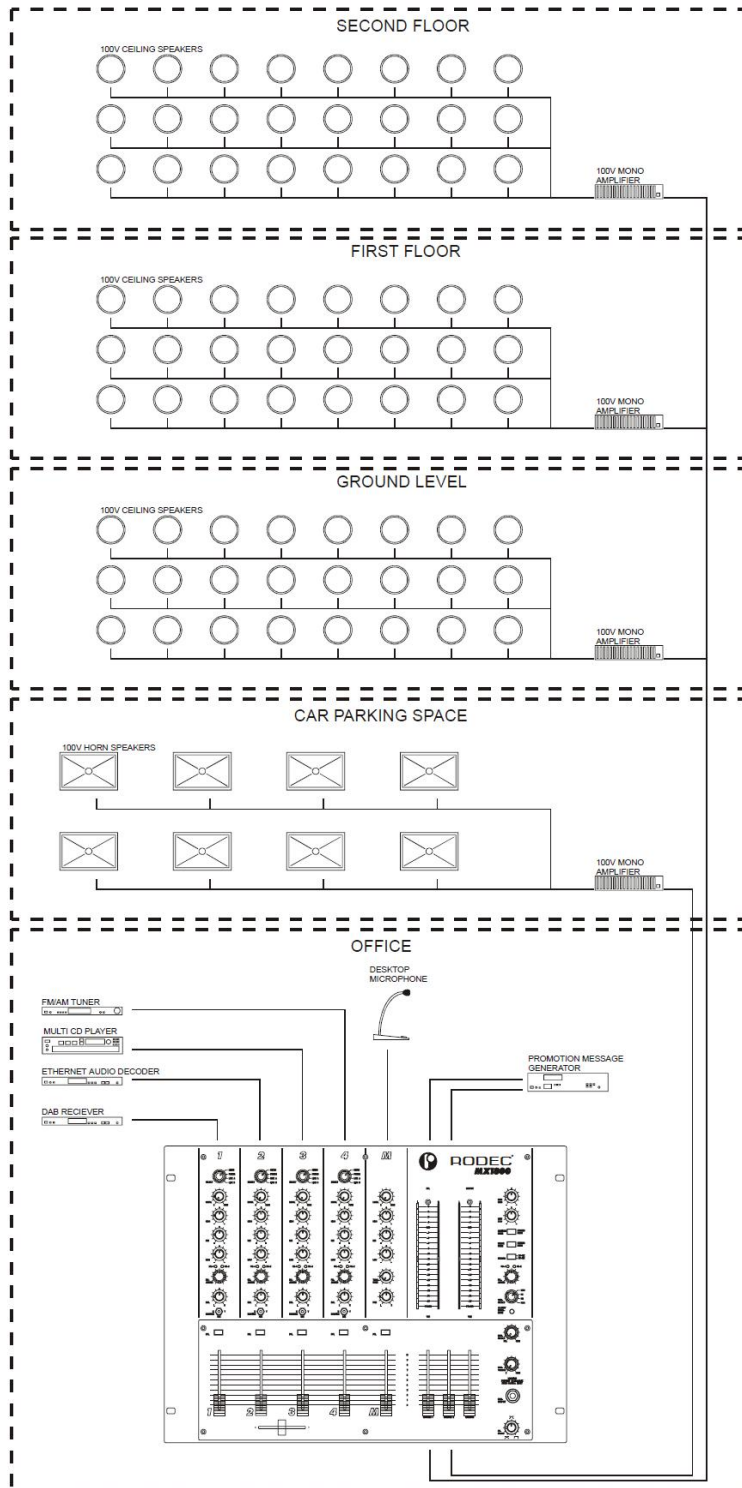 SECOND FLOOR
100V CEILING SPEAKERS
100V MONO
AMPLIFIER
FIRST FLOOR
100V CEILING SPEAKERS
100V MONO
AMPLIFIER
GROUND LEVEL
100V CEILING SPEAKERS
100V MONO
AMPLIFIER
CAR PARKING SPACE
100V HORN SPEAKERS
100V MONO
AMPLIFIER
OFFICE
DESKTOP
MICROPHONE
FM/AM TUNER
MULTI CD PLAYER
ETHERNET AUDIO DECODER
DAB RECIEVER
PROMOTION MESSAGE
GENERATOR
1 2 3 4 M
RODEC
MX1800
1 2 3 4 M